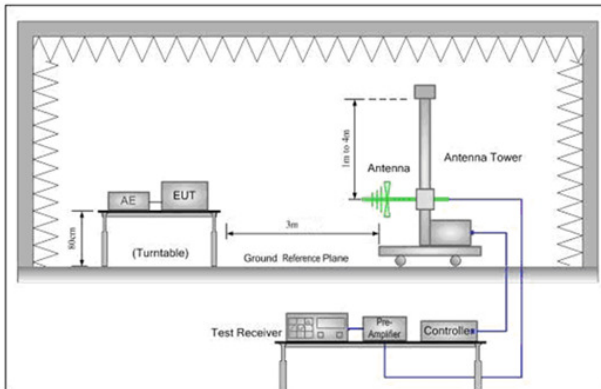 1m to 4m
Antenna
Antenna Tower
AE
EUT
80cm
(Turntable)
3m
Ground Reference Plane
Test Receiver
Pre-
Amplifier
Controller